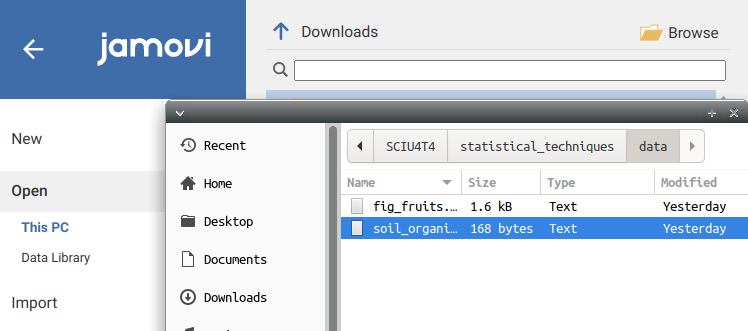 jamovi
Downloads
Browse
New
Open
This PC
Data Library
Import
Recent
Home
Desktop
Documents
Downloads
SCIU4T4 statistical_techniques data
Name Size Type Modified
fig_fruits.… 1.6 kB Text Yesterday
soil_organi… 168 bytes Text Yesterday